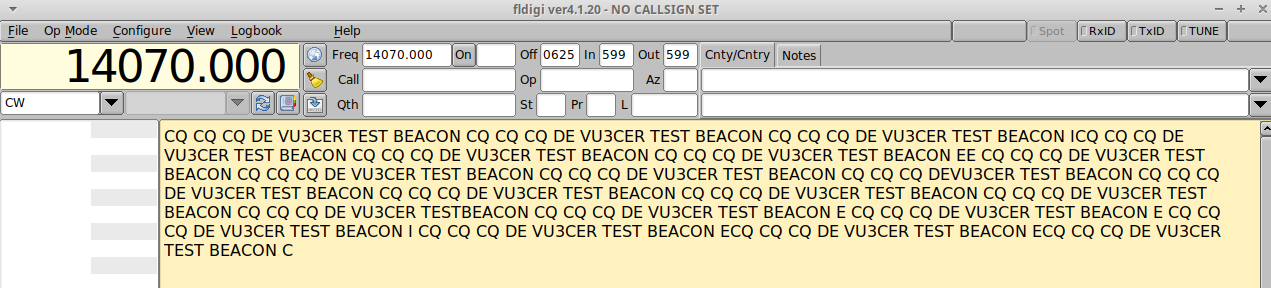 fldigi ver4.1.20 - NO CALLSIGN SET
File Op Mode Configure View Logbook Help Spot RxID TxID TUNE
14070.000 Freq 14070.000 On Off 0625 In 599 Out 599 Cnty/Cntry Notes
Call Op Az
CW Qth St Pr L
CQ CQ CQ DE VU3CER TEST BEACON CQ CQ CQ DE VU3CER TEST BEACON CQ CQ CQ DE VU3CER TEST BEACON ICQ CQ CQ DE
VU3CER TEST BEACON CQ CQ CQ DE VU3CER TEST BEACON CQ CQ CQ DE VU3CER TEST BEACON EE CQ CQ CQ DE VU3CER TEST
BEACON CQ CQ CQ DE VU3CER TEST BEACON CQ CQ CQ DE VU3CER TEST BEACON CQ CQ CQ DEVU3CER TEST BEACON CQ CQ CQ
DE VU3CER TEST BEACON CQ CQ CQ DE VU3CER TEST BEACON CQ CQ CQ DE VU3CER TEST BEACON CQ CQ CQ DE VU3CER TEST
BEACON CQ CQ CQ DE VU3CER TESTBEACON CQ CQ CQ DE VU3CER TEST BEACON E CQ CQ CQ DE VU3CER TEST BEACON E CQ CQ
CQ DE VU3CER TEST BEACON I CQ CQ CQ DE VU3CER TEST BEACON ECQ CQ CQ DE VU3CER TEST BEACON ECQ CQ CQ DE VU3CER
TEST BEACON C